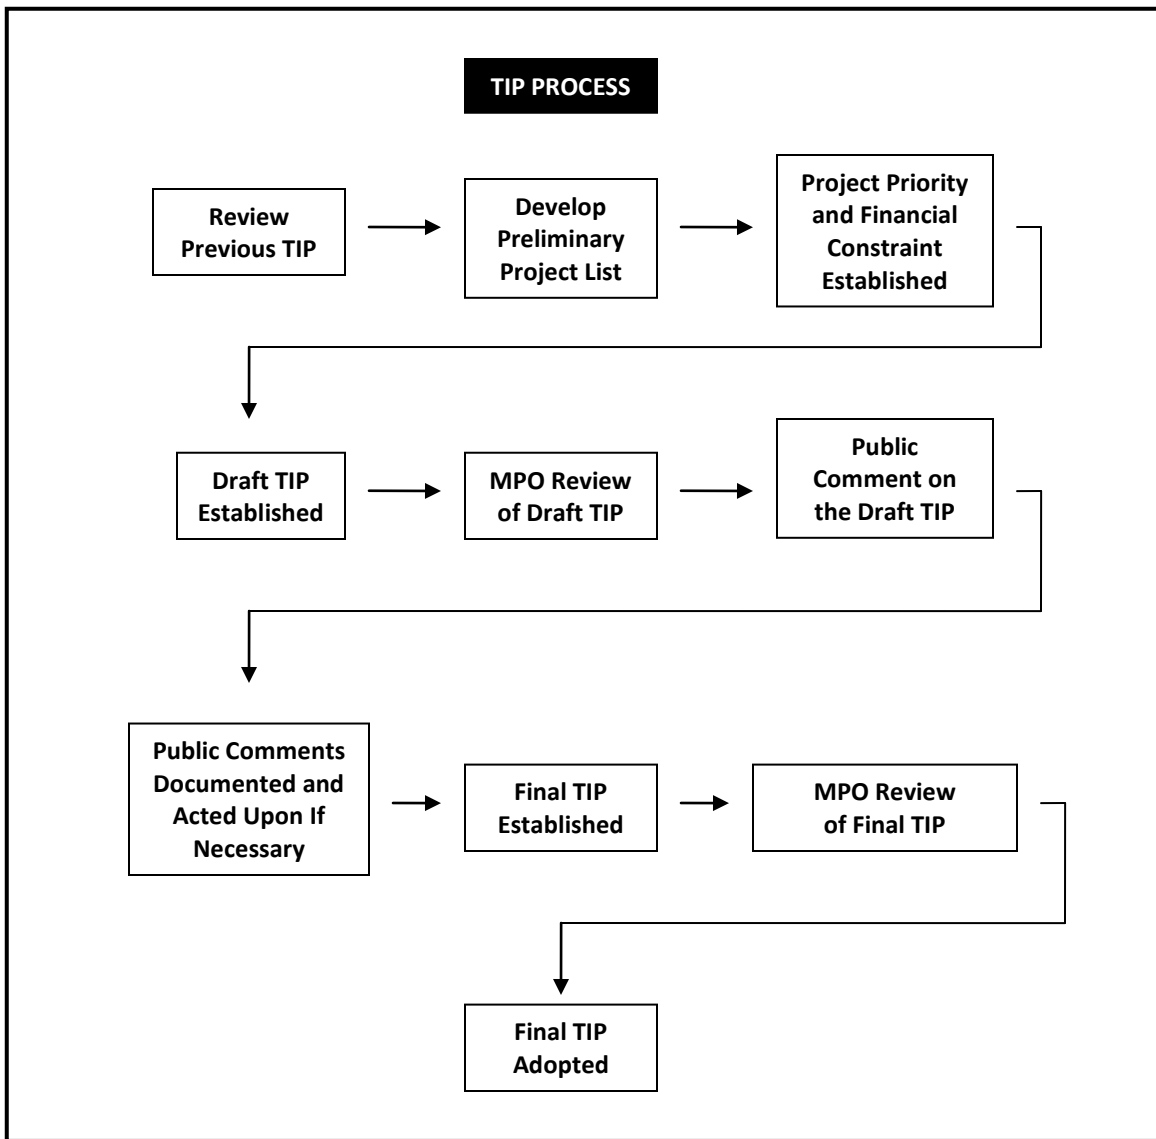 TIP PROCESS
Review
Previous TIP
Develop
Preliminary
Project List
Project Priority
and Financial
Constraint
Established
Draft TIP
Established
MPO Review
of Draft TIP
Public
Comment on
the Draft TIP
Public Comments
Documented and
Acted Upon If
Necessary
Final TIP
Established
MPO Review
of Final TIP
Final TIP
Adopted